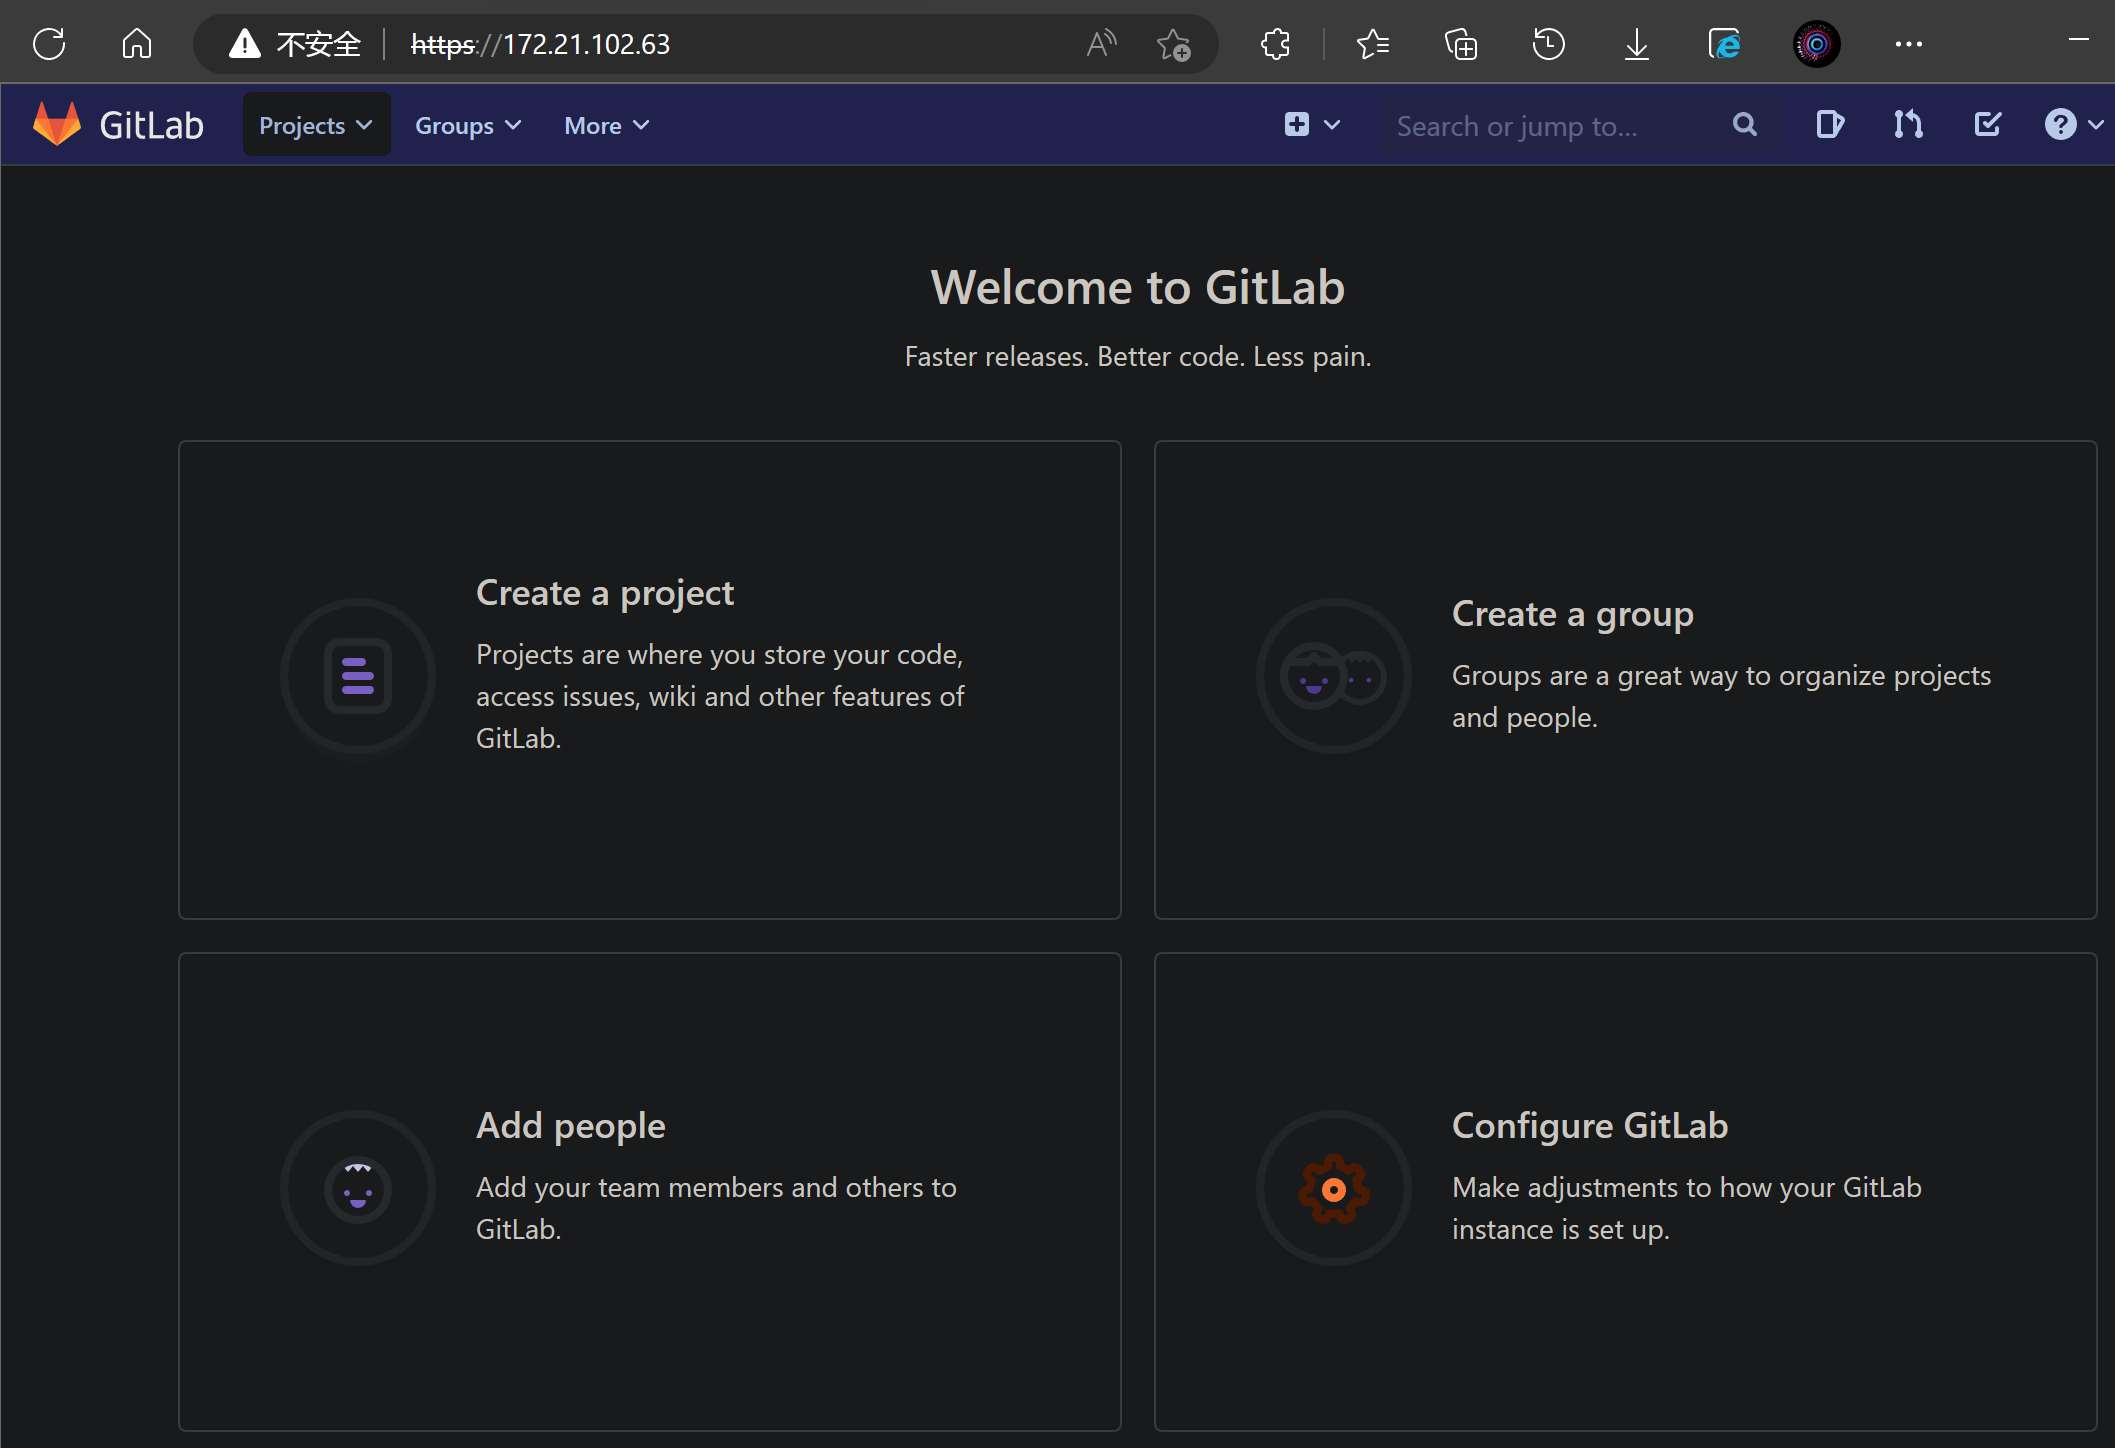 不安全 https://172.21.102.63
GitLab Projects Groups More Search or jump to...
Welcome to GitLab
Faster releases. Better code. Less pain.
Create a project
Projects are where you store your code,
access issues, wiki and other features of
GitLab.
Create a group
Groups are a great way to organize projects
and people.
Add people
Add your team members and others to
GitLab.
Configure GitLab
Make adjustments to how your GitLab
instance is set up.